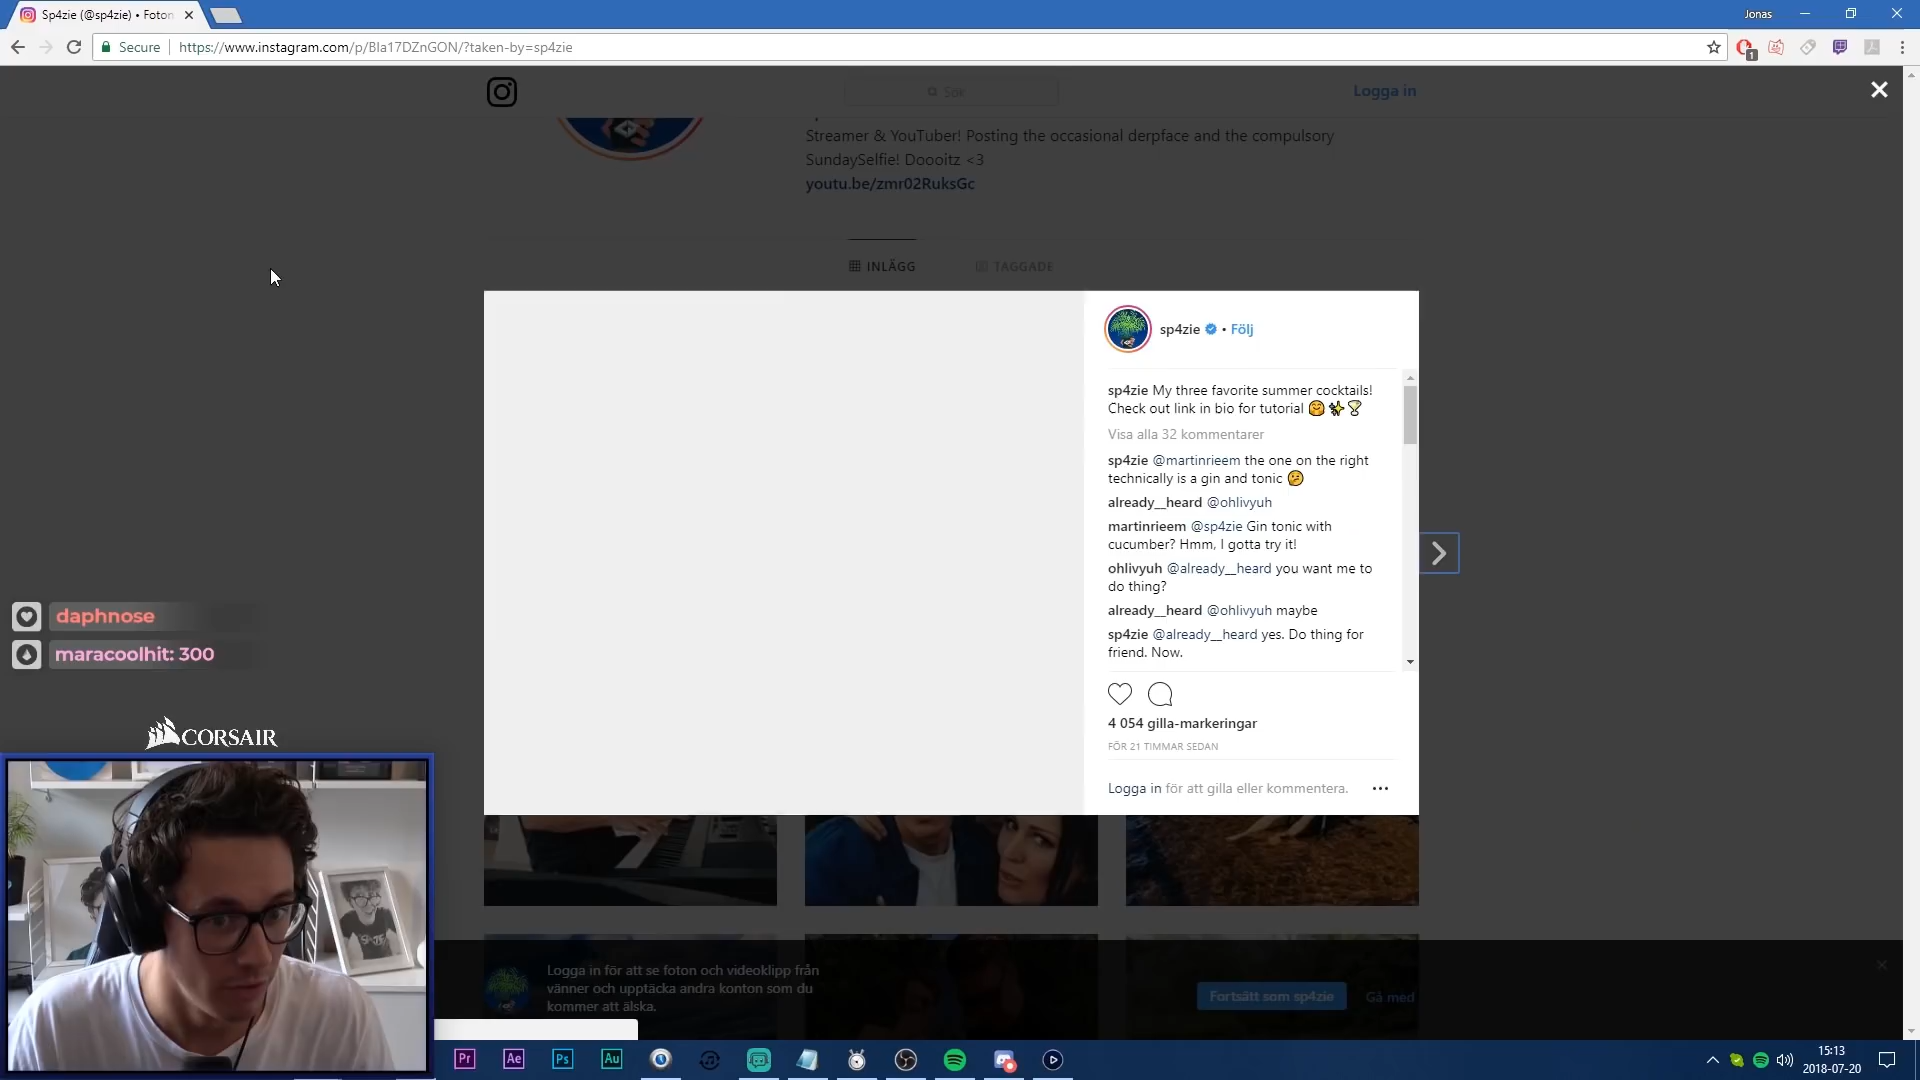 Sp4zie (@sp4zie) • Foton
Jonas
Secure
https://www.instagram.com/p/Bla17DZnGON/?taken-by=sp4zie
1
Sök
Logga in
Streamer & YouTuber! Posting the occasional derpface and the compulsory
SundaySelfie! Doooitz <3
youtu.be/zmr02RuksGc
INLÄGG
TAGGADE
sp4zie • Följ
sp4zie My three favorite summer cocktails!
Check out link in bio for tutorial 🤗✨🍸
Visa alla 32 kommentarer
sp4zie @martinrieem the one on the right
technically is a gin and tonic 🤔
already__heard @ohlivyuh
martinrieem @sp4zie Gin tonic with
cucumber? Hmm, I gotta try it!
ohlivyuh @already__heard you want me to
do thing?
already__heard @ohlivyuh maybe
sp4zie @already__heard yes. Do thing for
friend. Now.
4 054 gilla-markeringar
FÖR 21 TIMMAR SEDAN
Logga in för att gilla eller kommentera.
daphnose
maracoolhit: 300
CORSAIR
Logga in för att se foton och videoklipp från
vänner och upptäcka andra konton som du
kommer att älska.
Fortsätt som sp4zie
Gå med
Pr
Ae
Ps
Au
15:13
2018-07-20